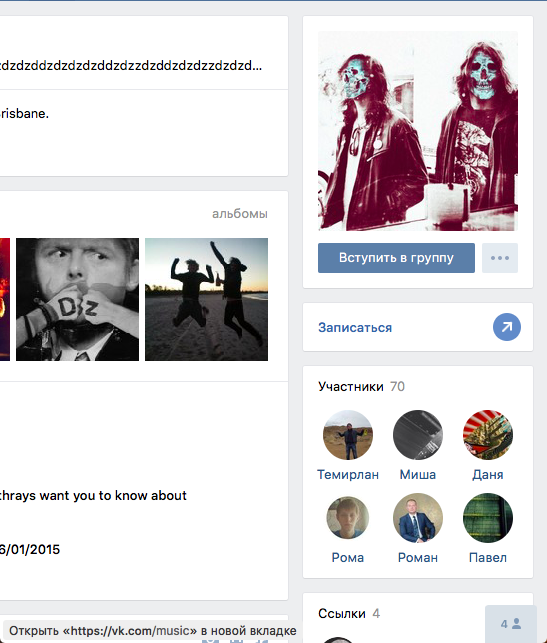 risbane.
альбомы
DZ
thrays want you to know about
6/01/2015
Вступить в группу
Записаться
Участники 70
Темирлан Миша Даня
Рома Роман Павел
Ссылки 4
4
Открыть «https://vk.com/music» в новой вкладке